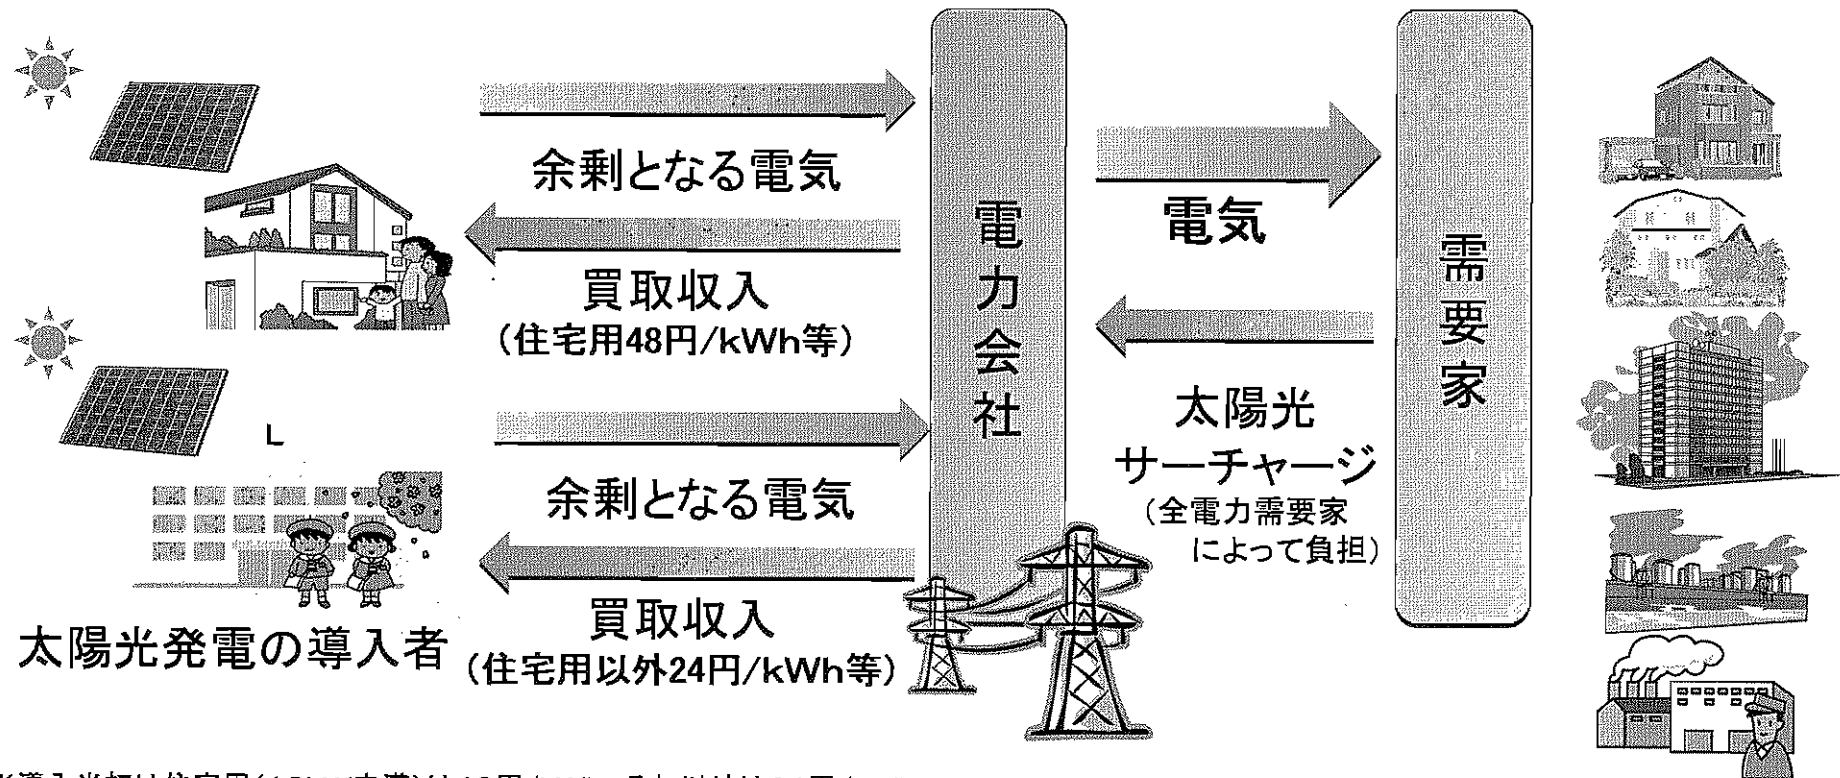 余剰となる電気
買取収入
(住宅用48円/kWh等)
余剰となる電気
買取収入
(住宅用以外24円/kWh等)
L
太陽光発電の導入者
電力会社
電気
太陽光
サーチャージ
(全電力需要家
によって負担)
需要家